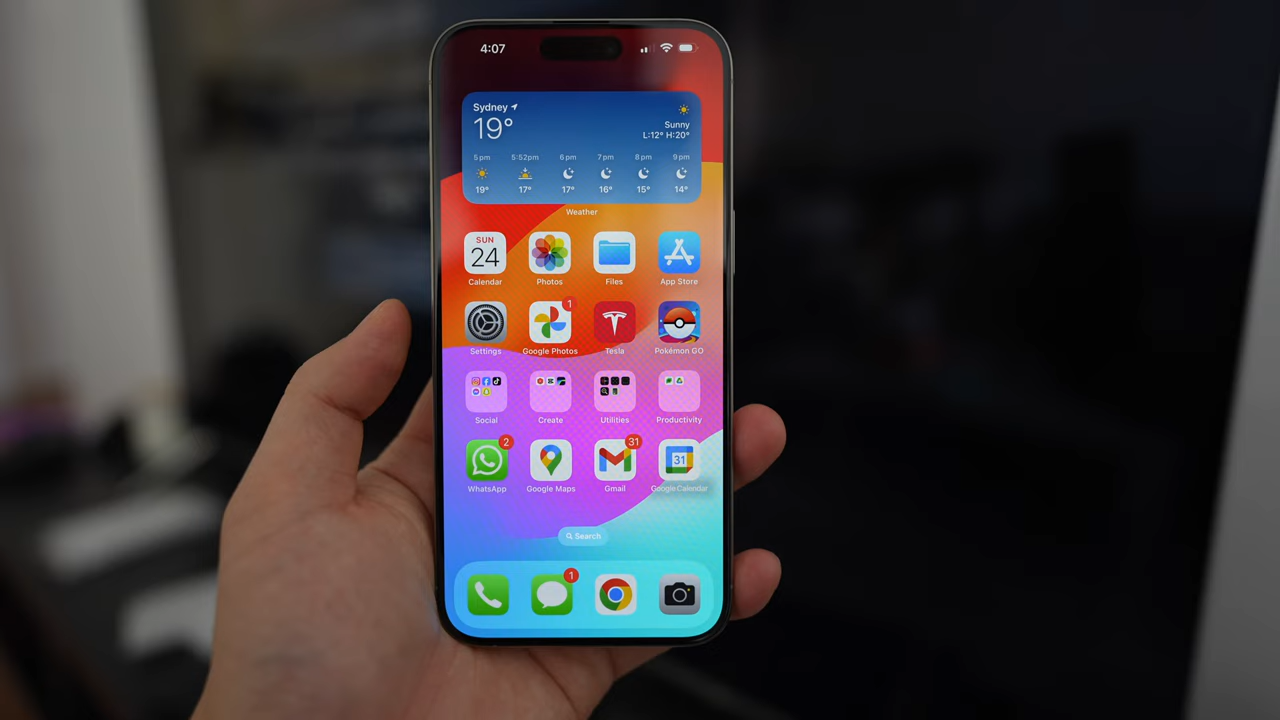 4:07
Sydney
19°
Sunny
L:12° H:20°
5 pm 5:52pm 6 pm 7 pm 8 pm 9 pm
19° 17° 17° 16° 15° 14°
Weather
SUN
24
Calendar Photos Files App Store
1
Settings Google Photos Tesla Pokémon GO
Social Create Utilities Productivity
2 31
31
WhatsApp Google Maps Gmail Google Calendar
Search
1